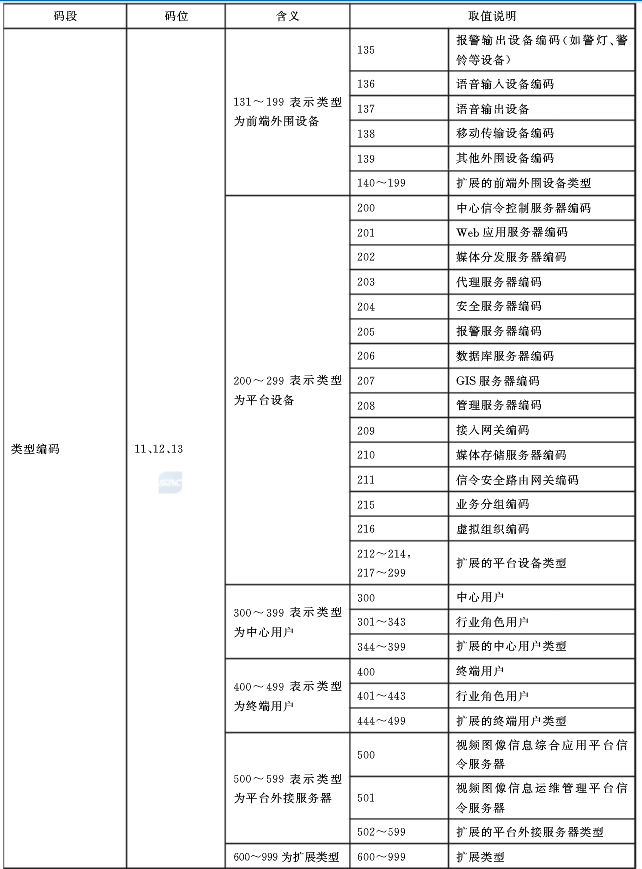 码段 码位 含义 取值说明
类型编码 11、12、13
131～199 表示类型
为前端外围设备
135 报警输出设备编码(如警灯、警
铃等设备)
136 语音输入设备编码
137 语音输出设备
138 移动传输设备编码
139 其他外围设备编码
140～199 扩展的前端外围设备类型
200～299 表示类型
为平台设备
200 中心信令控制服务器编码
201 Web 应用服务器编码
202 媒体分发服务器编码
203 代理服务器编码
204 安全服务器编码
205 报警服务器编码
206 数据库服务器编码
207 GIS 服务器编码
208 管理服务器编码
209 接入网关编码
210 媒体存储服务器编码
211 信令安全路由网关编码
215 业务分组编码
216 虚拟组织编码
212～214，
217～299
扩展的平台设备类型
300～399 表示类型
为中心用户
300 中心用户
301～343 行业角色用户
344～399 扩展的中心用户类型
400～499 表示类型
为终端用户
400 终端用户
401～443 行业角色用户
444～499 扩展的终端用户类型
500～599 表示类型
为平台外接服务器
500 视频图像信息综合应用平台信
令服务器
501 视频图像信息运维管理平台信
令服务器
502～599 扩展的平台外接服务器类型
600～999 为扩展类型 600～999 扩展类型
SAC